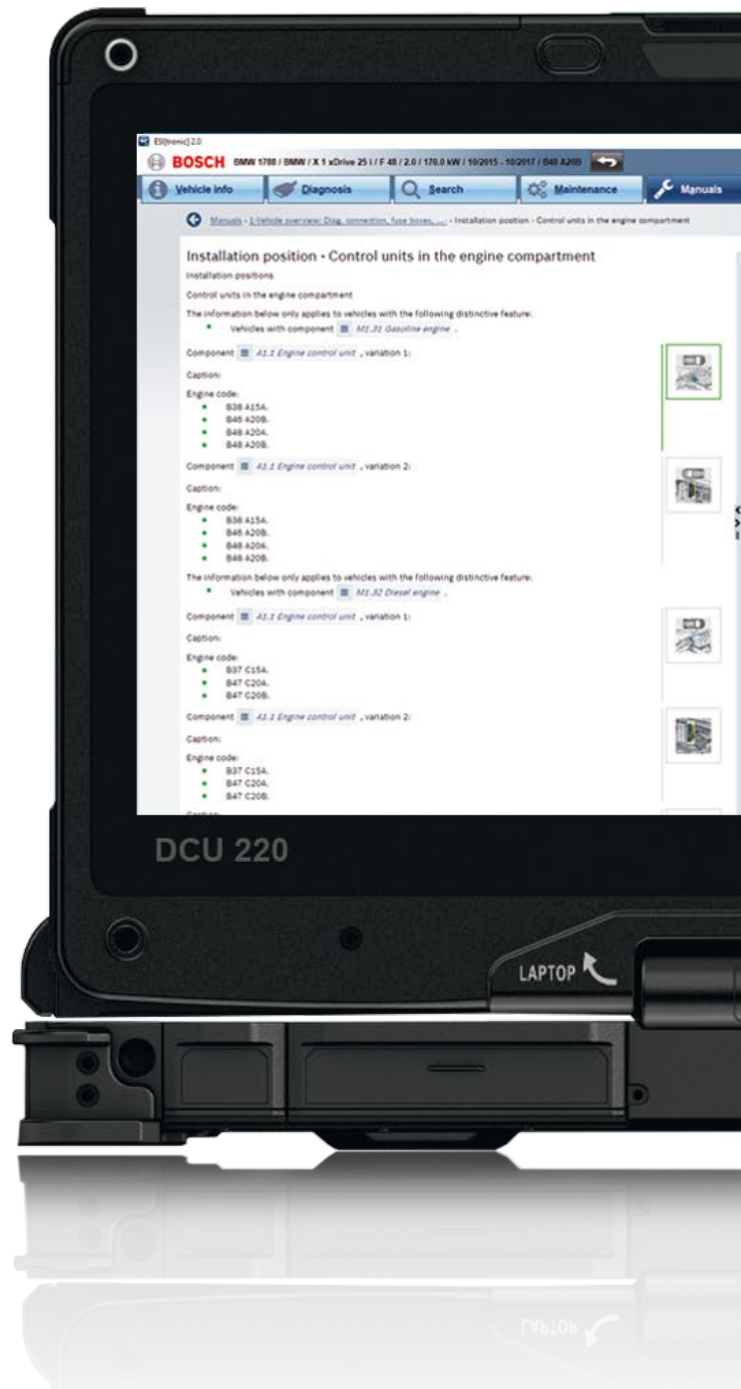 ESI[tronic] 2.0
BOSCH BMW 1788 / BMW / X 1 xDrive 25 i / F 48 / 2.0 / 170.0 kW / 10/2015 - 10/2017 / B48 A20B
Vehicle info Diagnosis Search Maintenance Manuals
Manuals - 1 Vehicle overview: Diag. connection, fuse boxes, ...: - Installation position - Control units in the engine compartment
Installation position - Control units in the engine compartment
Installation positions
Control units in the engine compartment
The information below only applies to vehicles with the following distinctive feature:
Vehicles with component M1.31 Gasoline engine .
Component A1.1 Engine control unit , variation 1:
Caption:
Engine code:
B38 A15A.
B46 A20B.
B48 A20A.
B48 A20B.
Component A1.1 Engine control unit , variation 2:
Caption:
Engine code:
B38 A15A.
B46 A20B.
B48 A20A.
B48 A20B.
The information below only applies to vehicles with the following distinctive feature:
Vehicles with component M1.32 Diesel engine .
Component A1.1 Engine control unit , variation 1:
Caption:
Engine code:
B37 C15A.
B47 C20A.
B47 C20B.
Component A1.1 Engine control unit , variation 2:
Caption:
Engine code:
B37 C15A.
B47 C20A.
B47 C20B.
DCU 220
LAPTOP